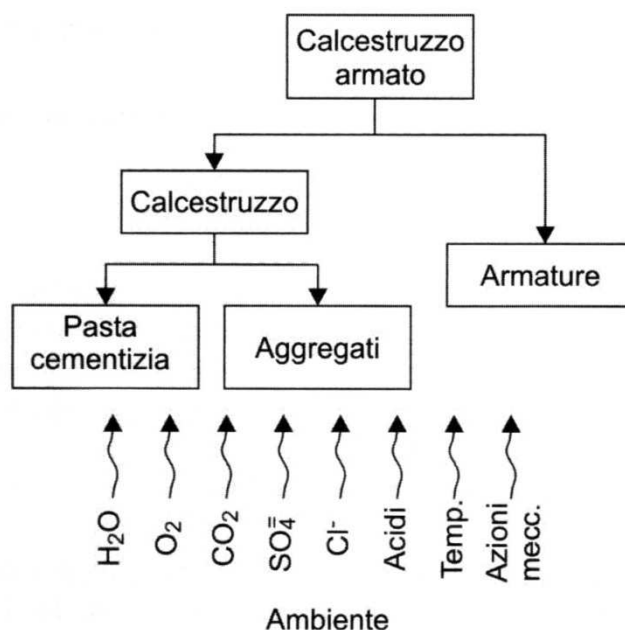 Calcestruzzo
armato
Calcestruzzo
Armature
Pasta
cementizia
Aggregati
H₂O
O₂
CO₂
SO₄⁼
Cl⁻
Acidi
Temp.
Azioni
mecc.
Ambiente